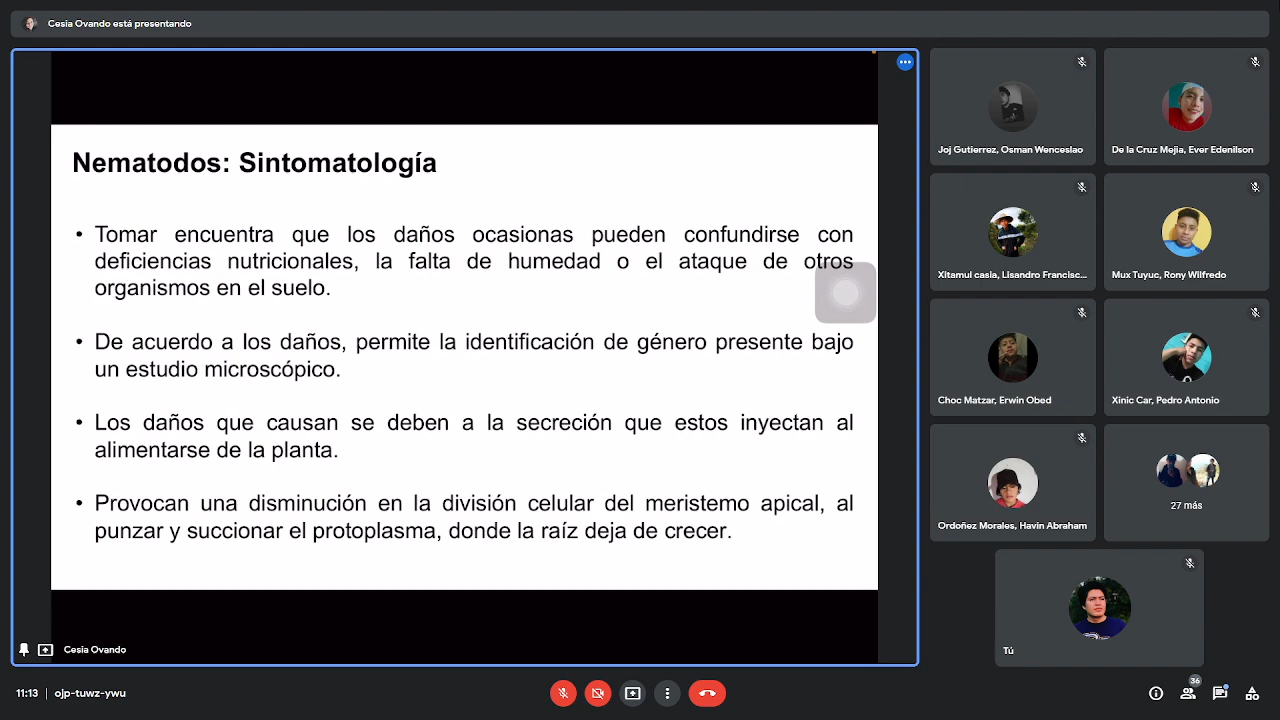 Cesia Ovando está presentando
Nematodos: Sintomatología
• Tomar encuentra que los daños ocasionas pueden confundirse con
deficiencias nutricionales, la falta de humedad o el ataque de otros
organismos en el suelo.
• De acuerdo a los daños, permite la identificación de género presente bajo
un estudio microscópico.
• Los daños que causan se deben a la secreción que estos inyectan al
alimentarse de la planta.
• Provocan una disminución en la división celular del meristemo apical, al
punzar y succionar el protoplasma, donde la raíz deja de crecer.
Cesia Ovando
Joj Gutierrez, Osman Wenceslao
De la Cruz Mejia, Ever Edenilson
Xitamul casia, Lisandro Francisc...
Mux Tuyuc, Rony Wilfredo
Choc Matzar, Erwin Obed
Xinic Car, Pedro Antonio
Ordoñez Morales, Havin Abraham
27 más
Tú
11:13 | ojp-tuwz-ywu
36